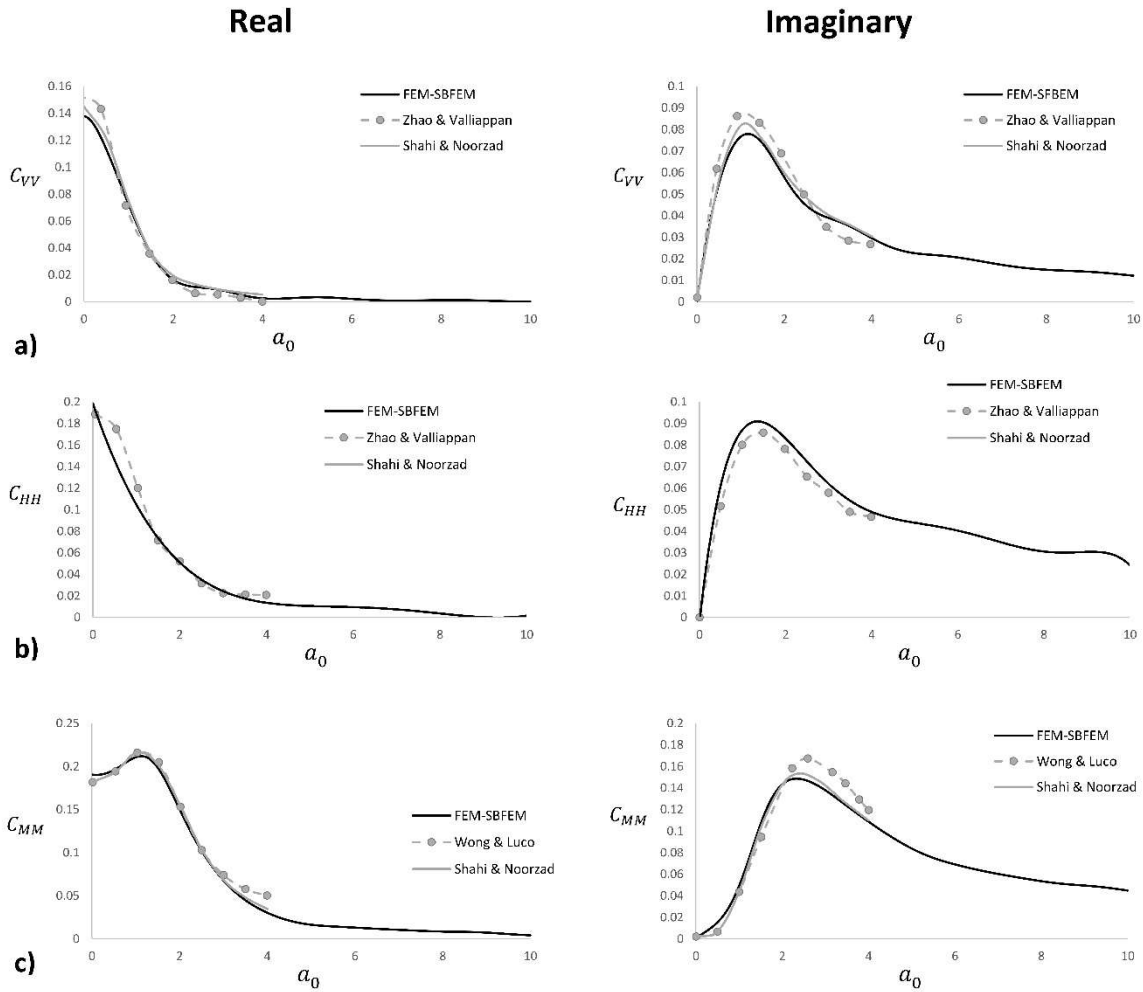 Real
Imaginary
a)
C_VV
0.16
0.14
0.12
0.1
0.08
0.06
0.04
0.02
0
0 2 4 6 8 10
a_0
FEM-SBFEM
Zhao & Valliappan
Shahi & Noorzad
C_VV
0.1
0.09
0.08
0.07
0.06
0.05
0.04
0.03
0.02
0.01
0
0 2 4 6 8 10
a_0
FEM-SFBEM
Zhao & Valliappan
Shahi & Noorzad
b)
C_HH
0.2
0.18
0.16
0.14
0.12
0.1
0.08
0.06
0.04
0.02
0
0 2 4 6 8 10
a_0
FEM-SBFEM
Zhao & Valliappan
Shahi & Noorzad
C_HH
0.1
0.09
0.08
0.07
0.06
0.05
0.04
0.03
0.02
0.01
0
0 2 4 6 8 10
a_0
FEM-SBFEM
Zhao & Valliappan
Shahi & Noorzad
c)
C_MM
0.25
0.2
0.15
0.1
0.05
0
0 2 4 6 8 10
a_0
FEM-SBFEM
Wong & Luco
Shahi & Noorzad
C_MM
0.2
0.18
0.16
0.14
0.12
0.1
0.08
0.06
0.04
0.02
0
0 2 4 6 8 10
a_0
FEM-SBFEM
Wong & Luco
Shahi & Noorzad